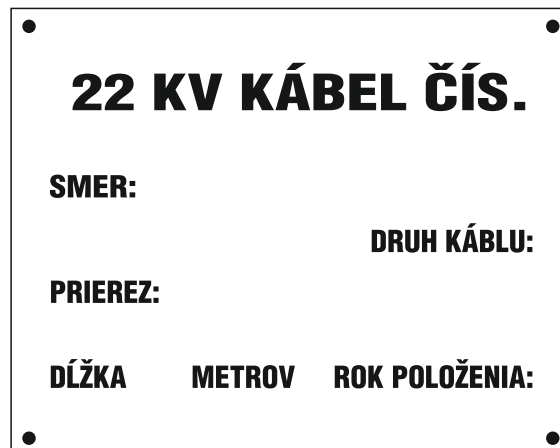 22 KV KÁBEL ČÍS.
SMER:
DRUH KÁBLU:
PRIEREZ:
DĹŽKA METROV ROK POLOŽENIA: